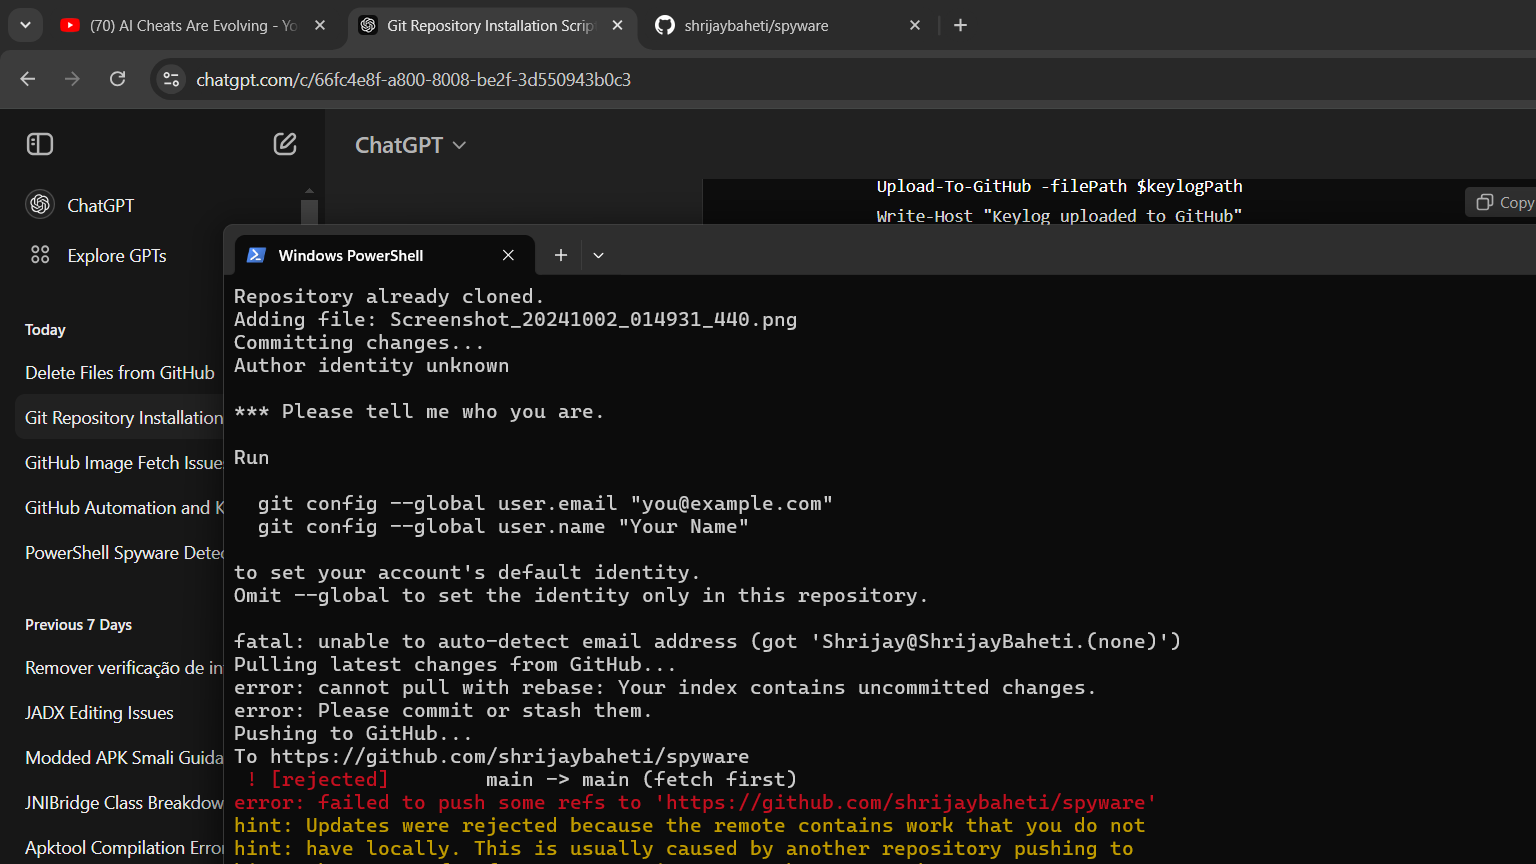 (70) AI Cheats Are Evolving - Yo
Git Repository Installation Scrip
shrijaybaheti/spyware
chatgpt.com/c/66fc4e8f-a800-8008-be2f-3d550943b0c3
ChatGPT
Upload-To-GitHub -filePath $keylogPath
Write-Host "Keylog uploaded to GitHub"
Copy
ChatGPT
Explore GPTs
Today
Delete Files from GitHub
Git Repository Installation
GitHub Image Fetch Issue
GitHub Automation and K
PowerShell Spyware Detec
Previous 7 Days
Remover verificação de in
JADX Editing Issues
Modded APK Smali Guida
JNIBridge Class Breakdow
Apktool Compilation Error
Windows PowerShell
Repository already cloned.
Adding file: Screenshot_20241002_014931_440.png
Committing changes...
Author identity unknown
*** Please tell me who you are.
Run
git config --global user.email "you@example.com"
git config --global user.name "Your Name"
to set your account's default identity.
Omit --global to set the identity only in this repository.
fatal: unable to auto-detect email address (got 'Shrijay@ShrijayBaheti.(none)')
Pulling latest changes from GitHub...
error: cannot pull with rebase: Your index contains uncommitted changes.
error: Please commit or stash them.
Pushing to GitHub...
To https://github.com/shrijaybaheti/spyware
! [rejected] main -> main (fetch first)
error: failed to push some refs to 'https://github.com/shrijaybaheti/spyware'
hint: Updates were rejected because the remote contains work that you do not
hint: have locally. This is usually caused by another repository pushing to